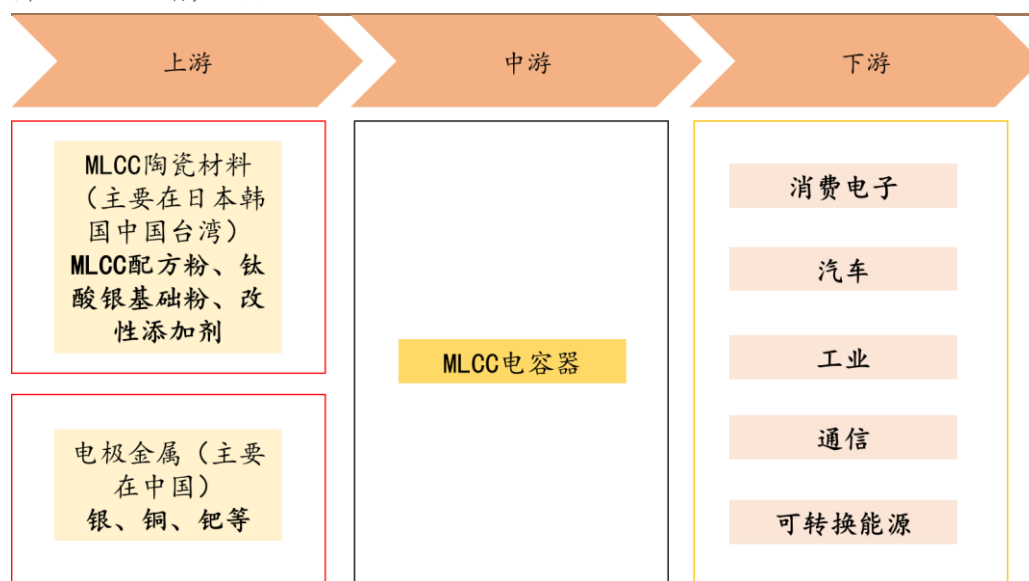 上游
中游
下游
MLCC陶瓷材料
（主要在日本韩
国中国台湾）
MLCC配方粉、钛
酸银基础粉、改
性添加剂
电极金属（主要
在中国）
银、铜、钯等
MLCC电容器
消费电子
汽车
工业
通信
可转换能源